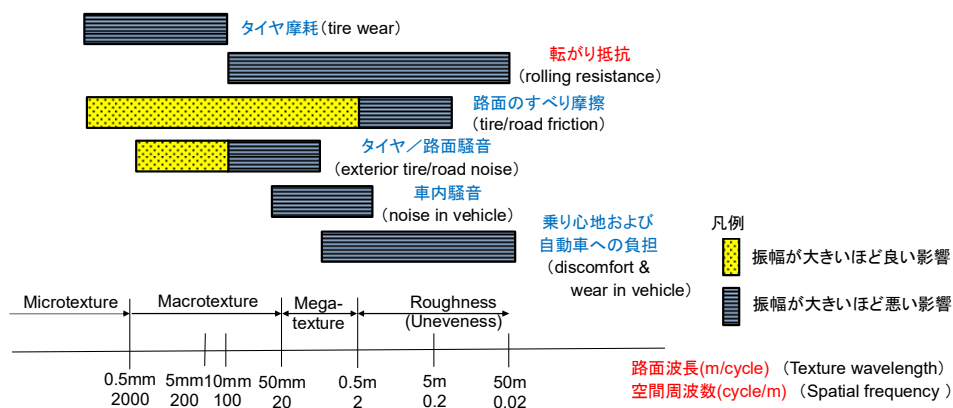 タイヤ摩耗(tire wear)
転がり抵抗
(rolling resistance)
路面のすべり摩擦
(tire/road friction)
タイヤ／路面騒音
(exterior tire/road noise)
車内騒音
(noise in vehicle)
乗り心地および
自動車への負担
(discomfort &
wear in vehicle)
凡例
振幅が大きいほど良い影響
振幅が大きいほど悪い影響
Microtexture
Macrotexture
Mega-
texture
Roughness
(Uneveness)
0.5mm 5mm 10mm 50mm 0.5m 5m 50m
2000 200 100 20 2 0.2 0.02
路面波長(m/cycle) (Texture wavelength)
空間周波数(cycle/m) (Spatial frequency )